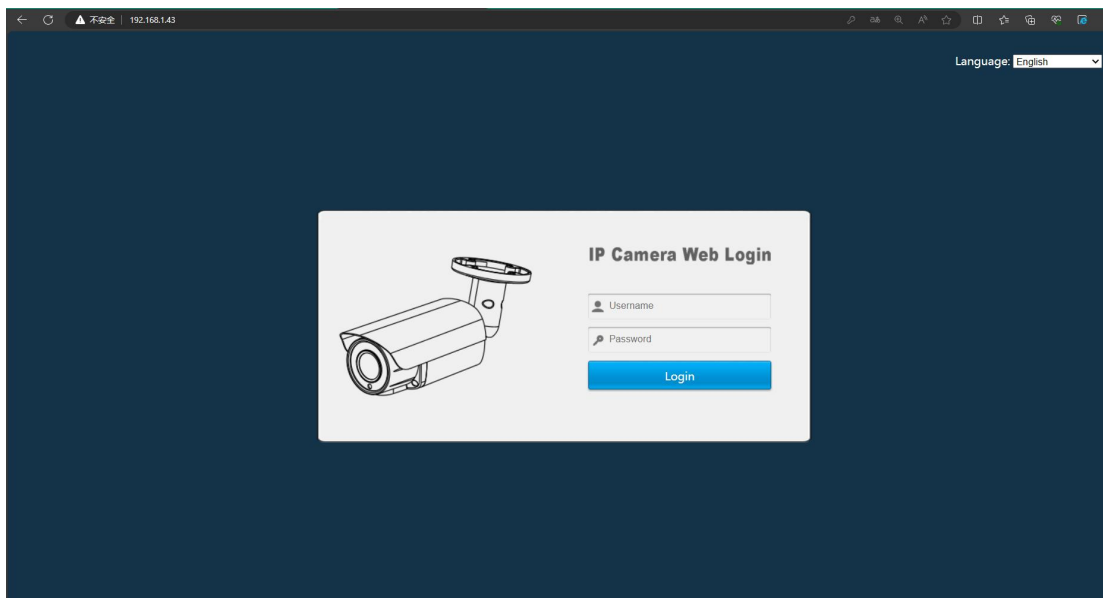 不安全 192.168.1.43
Language: English
IP Camera Web Login
Username
Password
Login